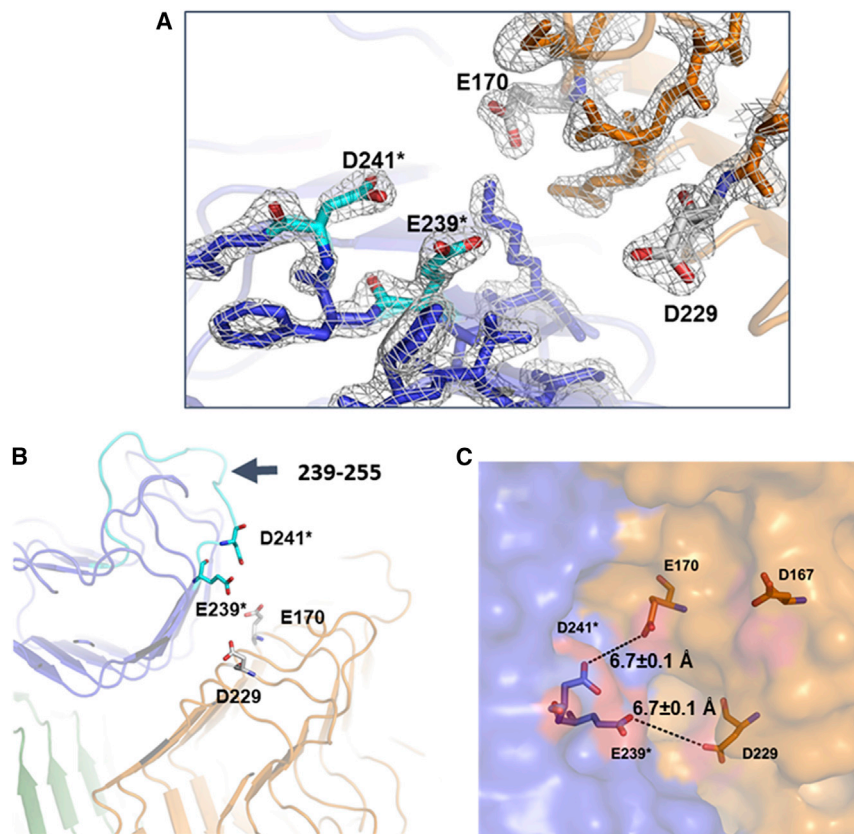 A
E170
D241*
E239*
D229
B
239-255
D241*
E239*
E170
D229
C
E170
D167
D241*
6.7±0.1 Å
6.7±0.1 Å
E239*
D229